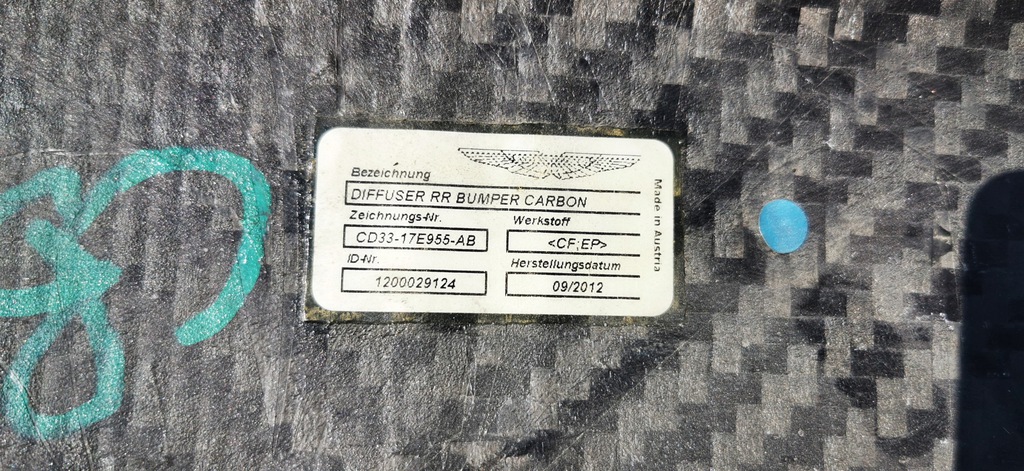 Bezeichnung
DIFFUSER RR BUMPER CARBON
Zeichnungs-Nr.
Werkstoff
CD33-17E955-AB
<CF;EP>
ID-Nr.
Herstellungsdatum
1200029124
09/2012
Made in Austria